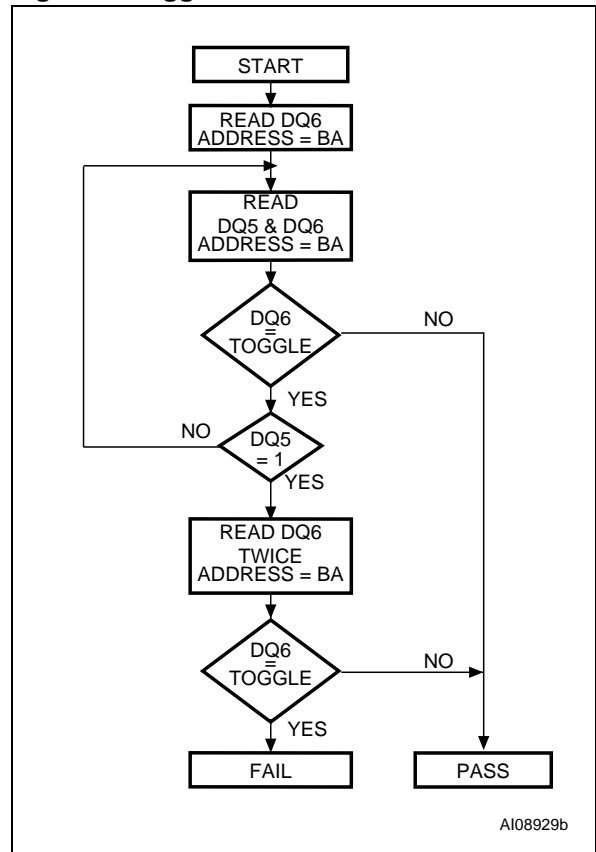 START
READ DQ6
ADDRESS = BA
READ
DQ5 & DQ6
ADDRESS = BA
DQ6
=
TOGGLE
NO
YES
NO
DQ5
= 1
YES
READ DQ6
TWICE
ADDRESS = BA
DQ6
=
TOGGLE
NO
YES
FAIL
PASS
AI08929b